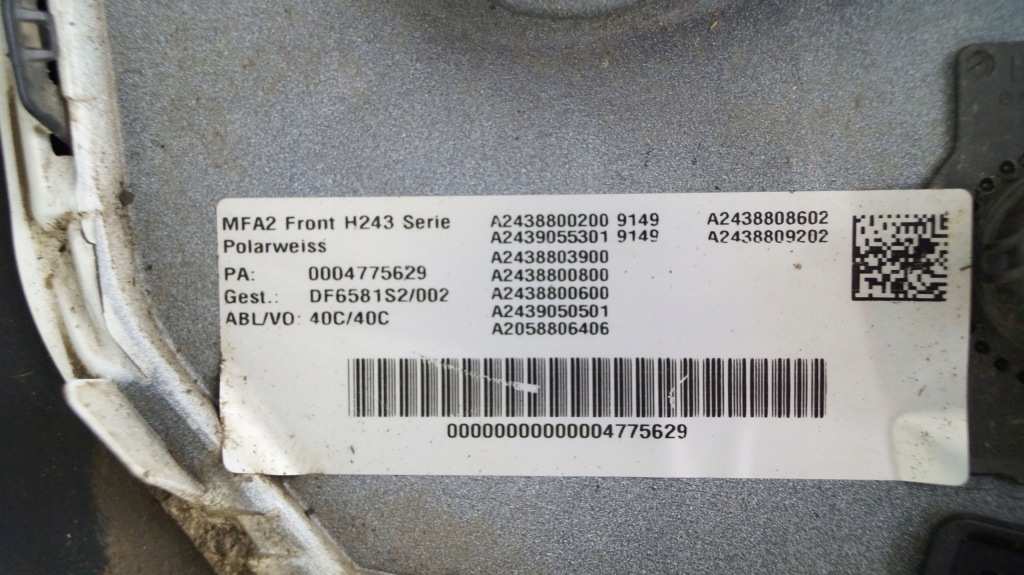 MFA2 Front H243 Serie
Polarweiss
PA: 0004775629
Gest.: DF6581S2/002
ABL/VO: 40C/40C
A2438800200 9149
A2439055301 9149
A2438803900
A2438800800
A2438800600
A2439050501
A2058806406
A2438808602
A2438809202
00000000000004775629